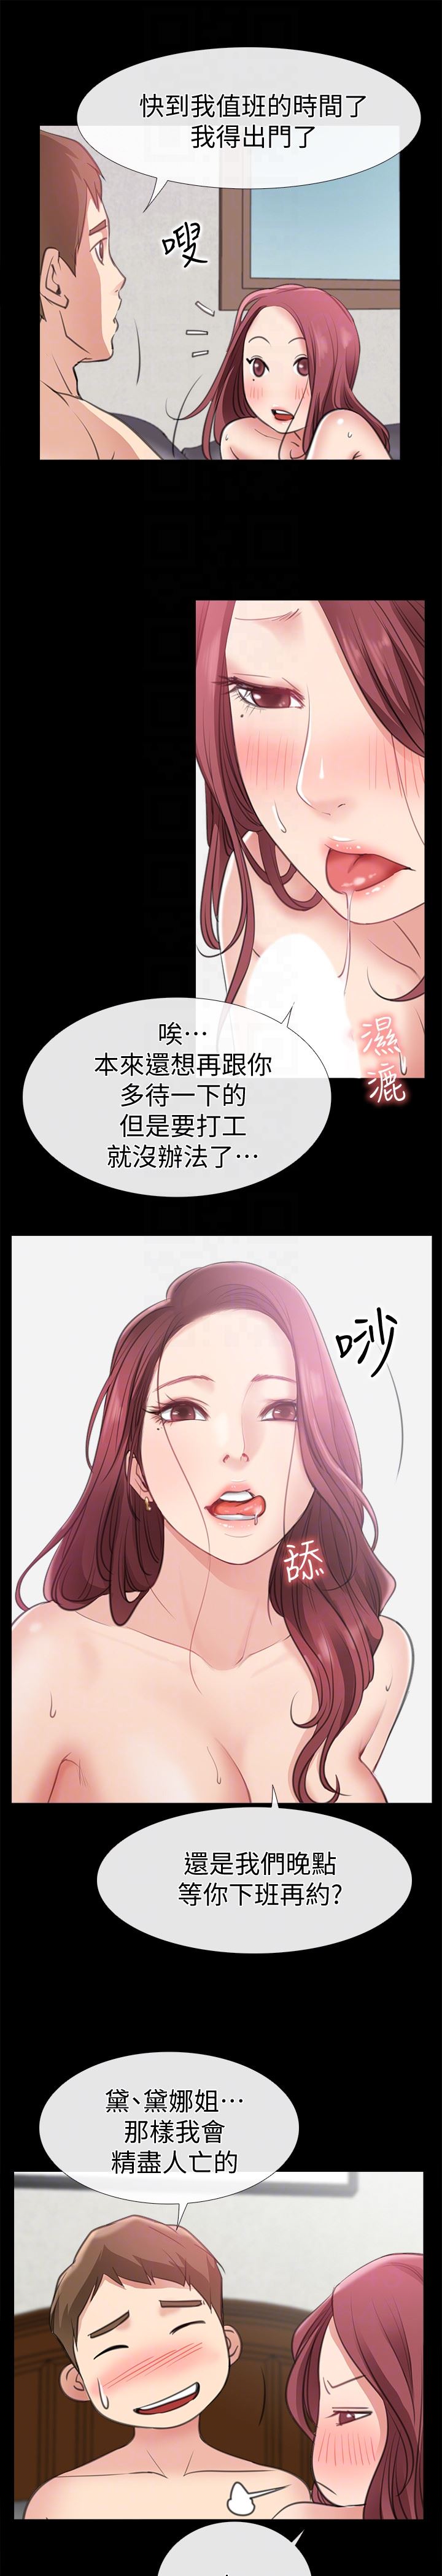 快到我值班的時間了
我得出門了
嗖
濕
漉
唉…
本來還想再跟你
多待一下的
但是要打工
就沒辦法了…
唦
舔
還是我們晚點
等你下班再約?
黛、黛娜姐…
那樣我會
精盡人亡的